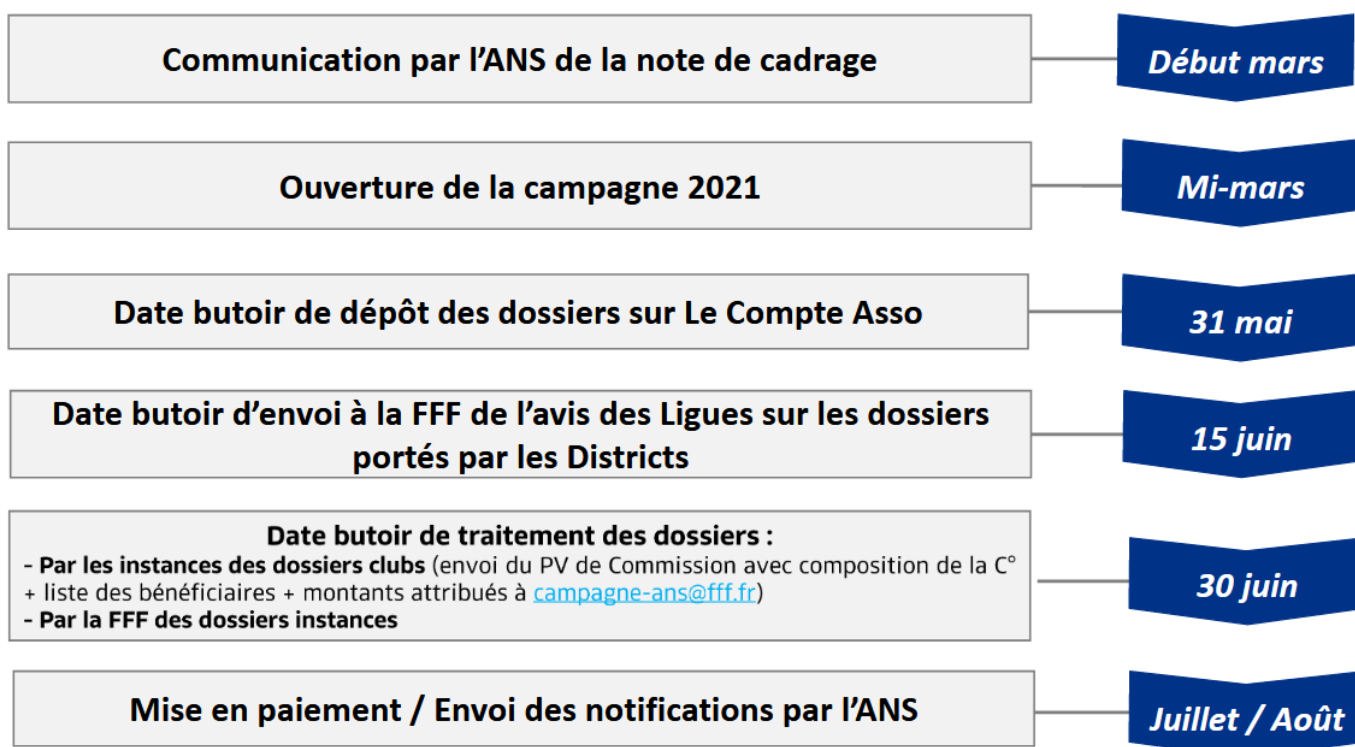 Communication par l'ANS de la note de cadrage
Début mars
Ouverture de la campagne 2021
Mi-mars
Date butoir de dépôt des dossiers sur Le Compte Asso
31 mai
Date butoir d'envoi à la FFF de l'avis des Ligues sur les dossiers
portés par les Districts
15 juin
Date butoir de traitement des dossiers :
- Par les instances des dossiers clubs (envoi du PV de Commission avec composition de la C°
+ liste des bénéficiaires + montants attribués à campagne-ans@fff.fr)
- Par la FFF des dossiers instances
30 juin
Mise en paiement / Envoi des notifications par l'ANS
Juillet / Août